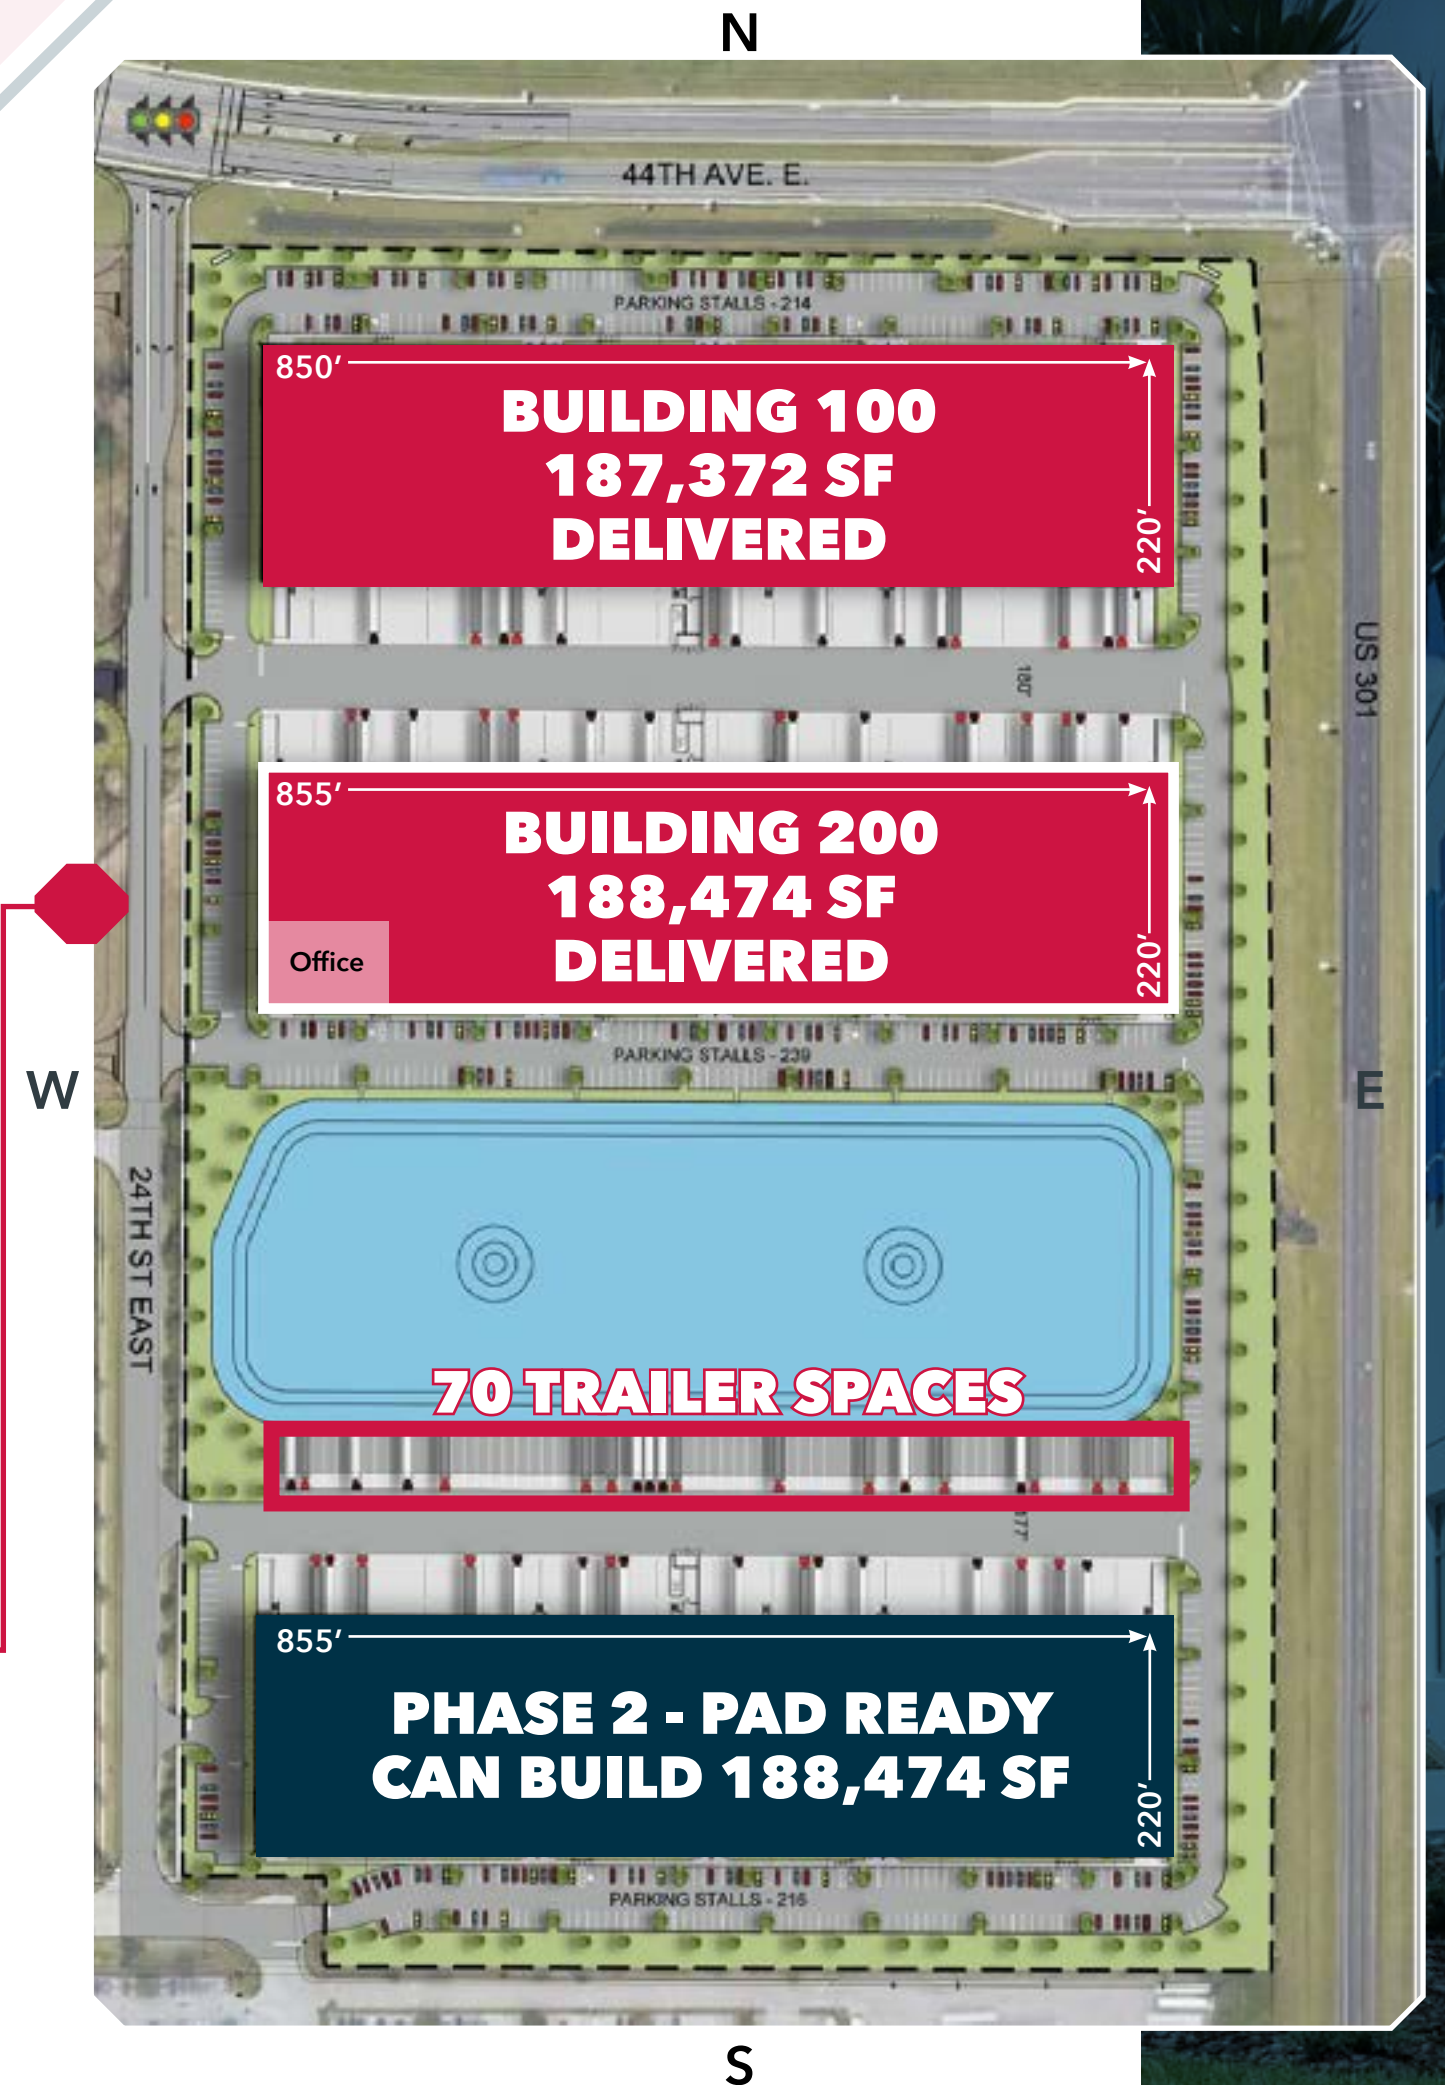 N
44TH AVE. E.
PARKING STALLS - 214
850'
BUILDING 100
187,372 SF
DELIVERED
220'
180'
US 301
855'
BUILDING 200
188,474 SF
DELIVERED
Office
220'
PARKING STALLS - 239
W
E
24TH ST EAST
70 TRAILER SPACES
177'
855'
PHASE 2 - PAD READY
CAN BUILD 188,474 SF
220'
PARKING STALLS - 216
S